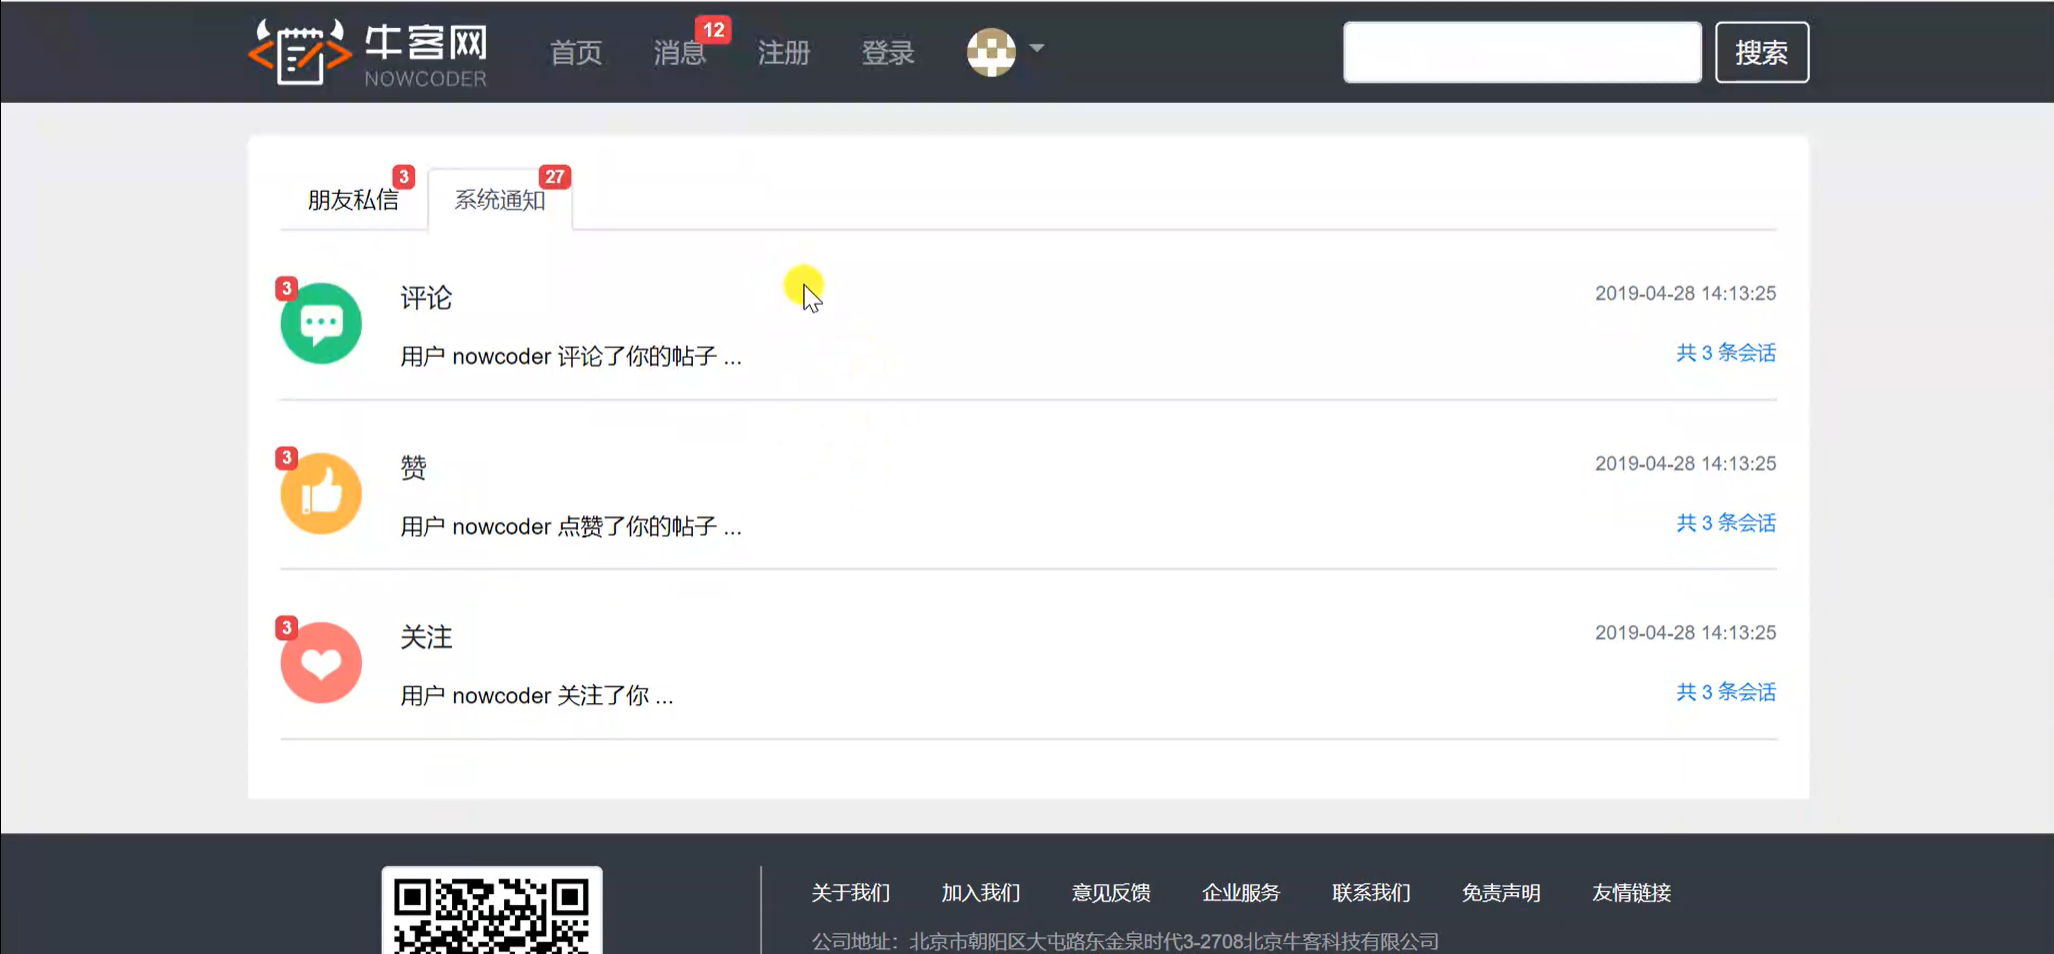 牛客网
NOWCODER
首页
消息
12
注册
登录
搜索
朋友私信
3
系统通知
27
3
评论
2019-04-28 14:13:25
用户 nowcoder 评论了你的帖子 ...
共 3 条会话
3
赞
2019-04-28 14:13:25
用户 nowcoder 点赞了你的帖子 ...
共 3 条会话
3
关注
2019-04-28 14:13:25
用户 nowcoder 关注了你 ...
共 3 条会话
关于我们 加入我们 意见反馈 企业服务 联系我们 免责声明 友情链接
公司地址：北京市朝阳区大屯路东金泉时代3-2708北京牛客科技有限公司